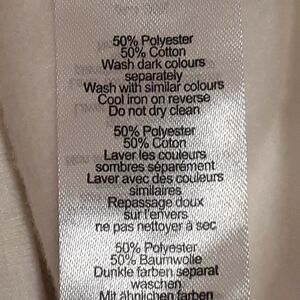 50% Polyester
50% Cotton
Wash dark colours
separately
Wash with similar colours
Cool iron on reverse
Do not dry clean
50% Polyester
50% Coton
Laver les couleurs
sombres séparément
Laver avec des couleurs
similaires
Repassage doux
sur l'envers
ne pas nettoyer à sec
50% Polyester
50% Baumwolle
Dunkle farben separat
waschen
Mit ähnlichen farben